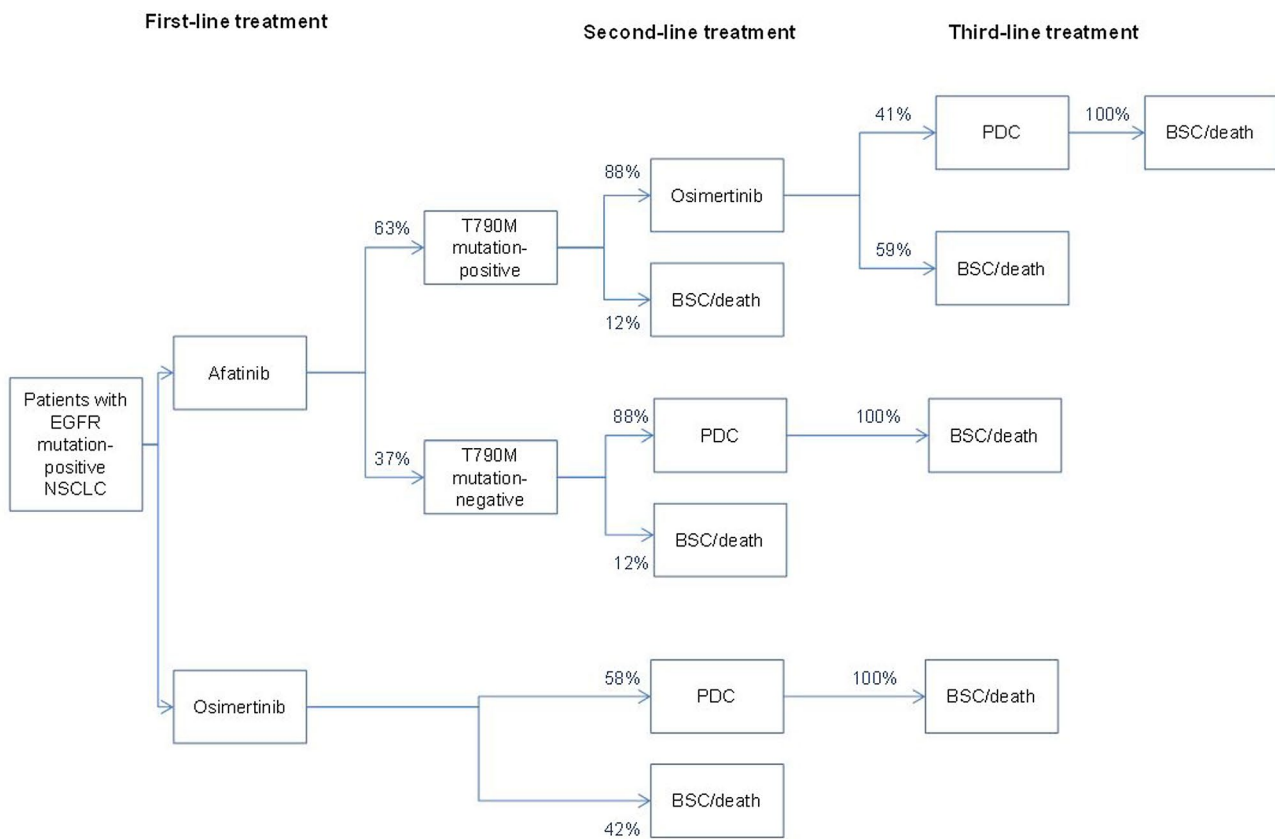 First-line treatment
Second-line treatment
Third-line treatment
41%
PDC
100%
BSC/death
88%
Osimertinib
63%
T790M
mutation-
positive
59%
BSC/death
BSC/death
12%
Afatinib
Patients with
EGFR
mutation-
positive
NSCLC
88%
PDC
100%
BSC/death
37%
T790M
mutation-
negative
BSC/death
12%
Osimertinib
58%
PDC
100%
BSC/death
BSC/death
42%